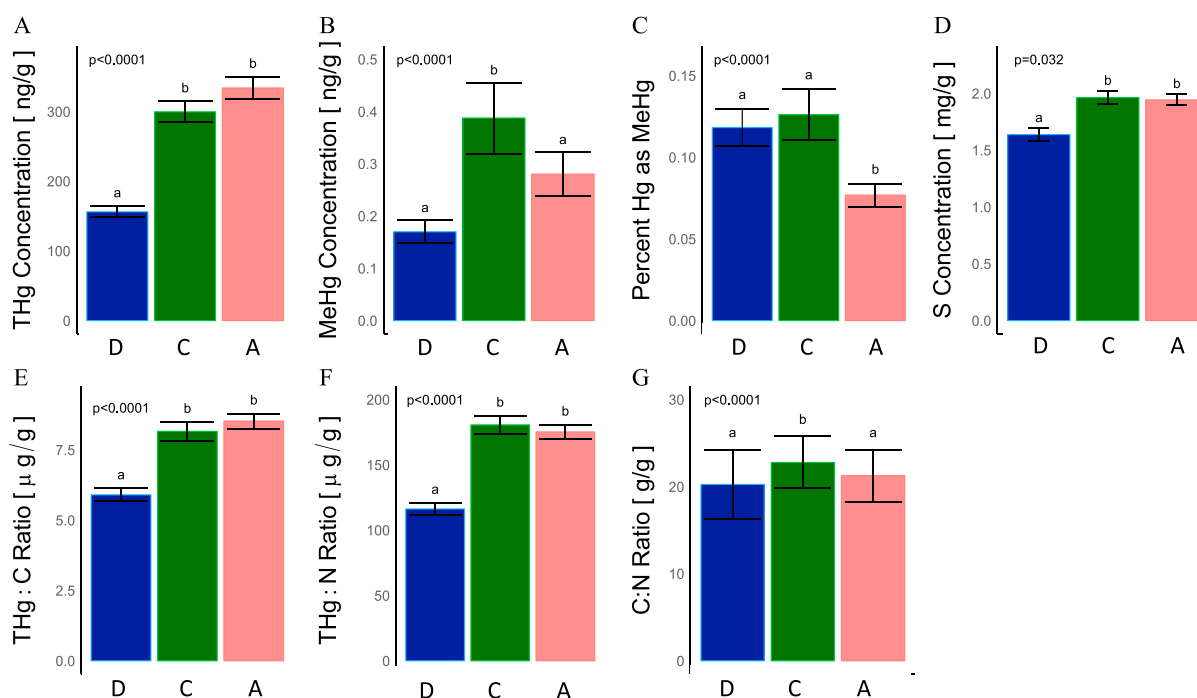 A
THg Concentration [ ng/g ]
p<0.0001
300
200
150
100
0
a
b
b
D C A
B
MeHg Concentration [ ng/g ]
p<0.0001
0.5
0.4
0.3
0.2
0.1
0.0
a
b
a
D C A
C
Percent Hg as MeHg
p<0.0001
0.15
0.10
0.05
0.00
a
a
b
D C A
D
S Concentration [ mg/g ]
p=0.032
2.0
1.5
1.0
0.5
0.0
a
b
b
D C A
E
THg : C Ratio [ μ g/g ]
p<0.0001
7.5
5.0
2.5
0.0
a
b
b
D C A
F
THg : N Ratio [ μ g/g ]
p<0.0001
200
150
100
50
0
a
b
b
D C A
G
C:N Ratio [ g/g ]
p<0.0001
30
20
10
0
a
b
a
D C A